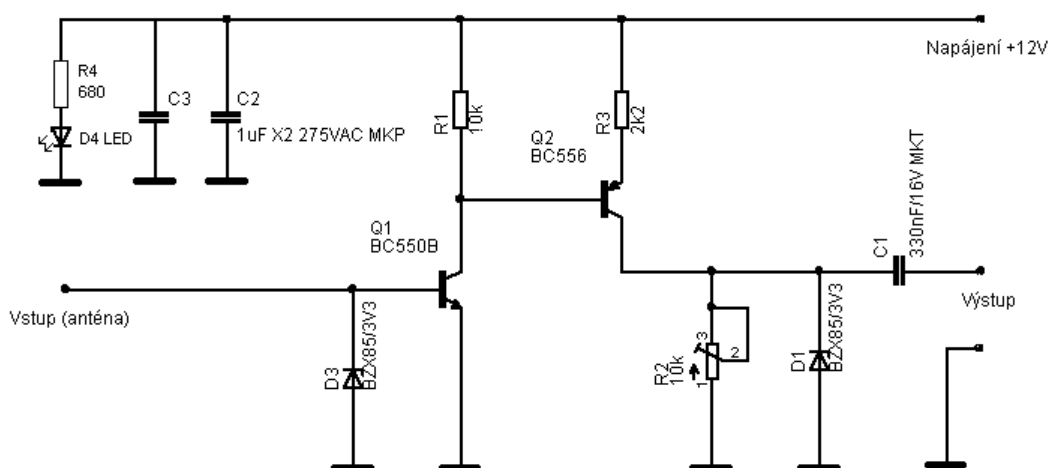 Napájení +12V
R4
680
D4 LED
C3
C2
1uF X2 275VAC MKP
R1
10k
Q2
BC556
R3
2k2
Q1
BC550B
C1
330nF/16V MKT
Vstup (anténa)
Výstup
D3
BZX85/3V3
R2
10k
3
2
1
D1
BZX85/3V3